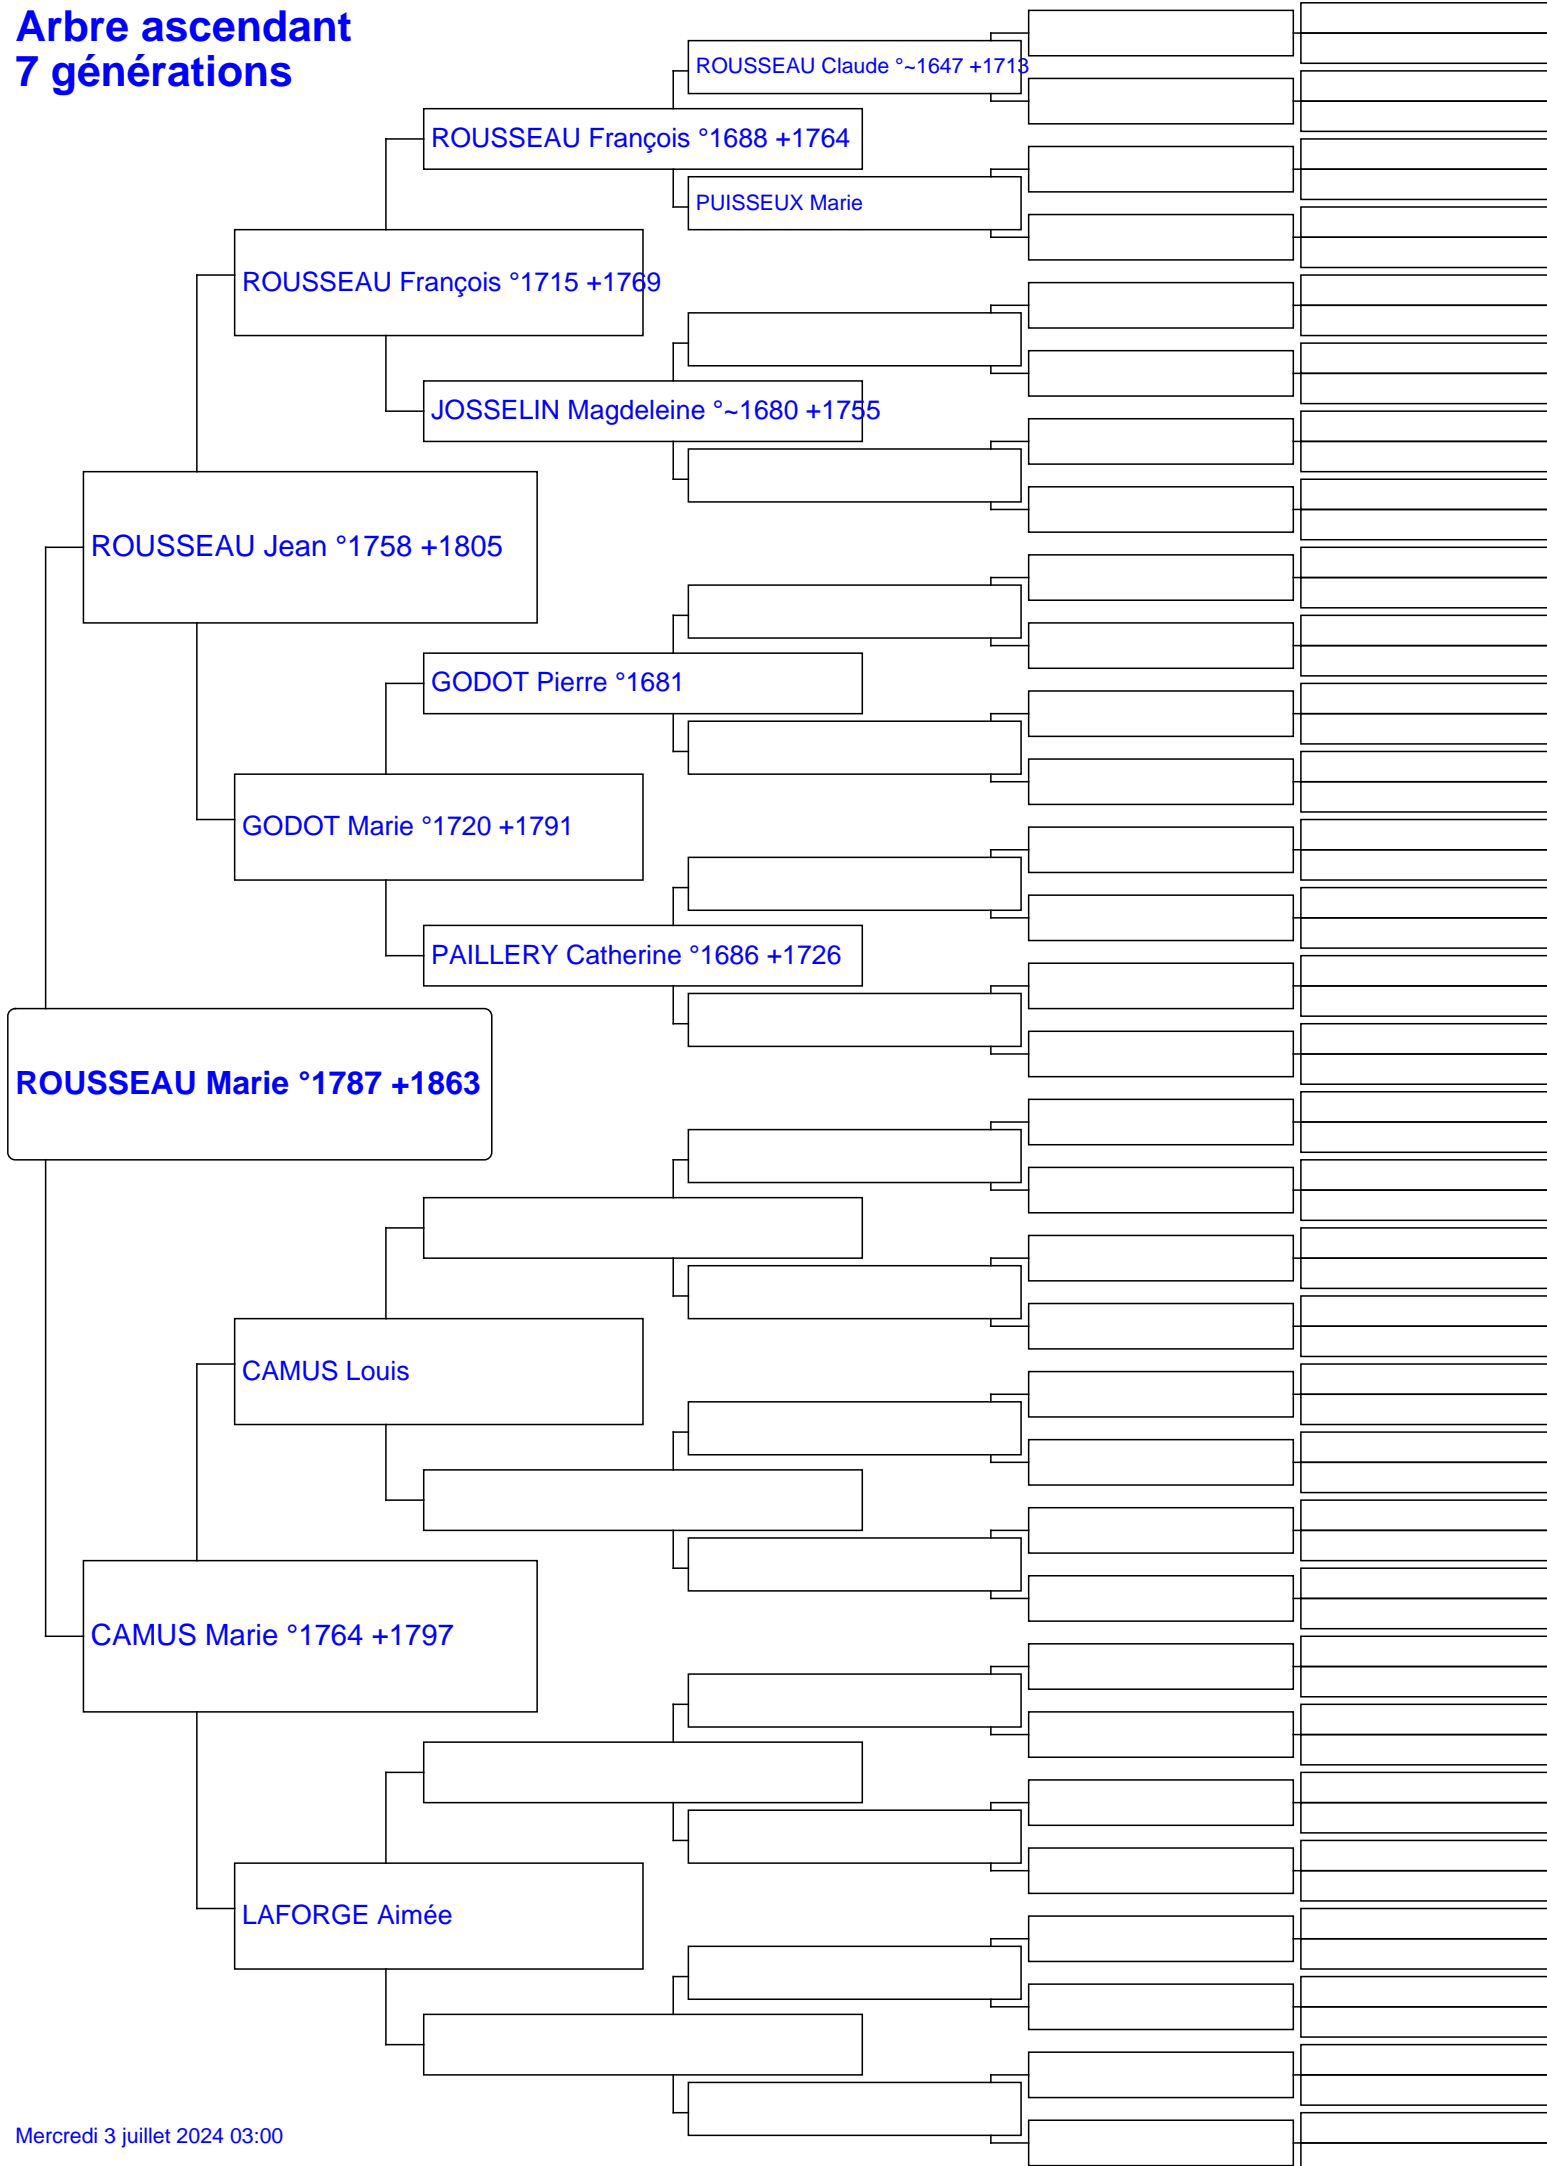 Arbre ascendant
7 générations
ROUSSEAU Claude °~1647 +1713
ROUSSEAU François °1688 +1764
PUISSEUX Marie
ROUSSEAU François °1715 +1769
JOSSELIN Magdeleine °~1680 +1755
ROUSSEAU Jean °1758 +1805
GODOT Pierre °1681
GODOT Marie °1720 +1791
PAILLERY Catherine °1686 +1726
ROUSSEAU Marie °1787 +1863
CAMUS Louis
CAMUS Marie °1764 +1797
LAFORGE Aimée
Mercredi 3 juillet 2024 03:00